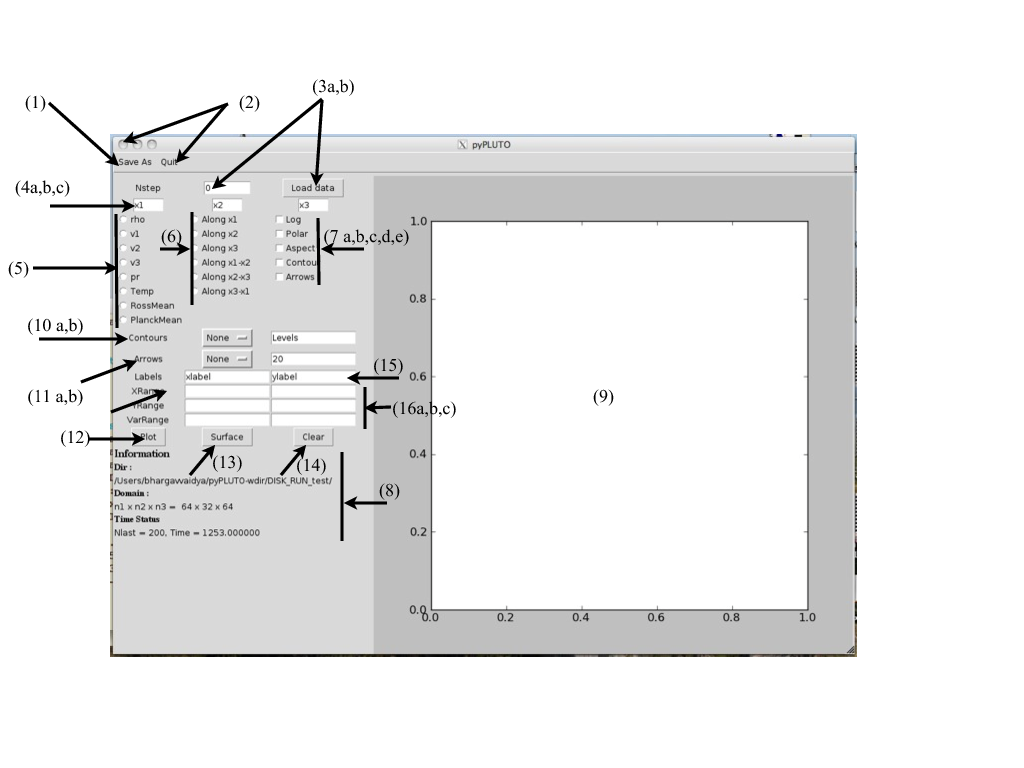 (3a,b)
(1) (2)
pyPLUTO
Save As Quit
(4a,b,c) Nstep 0 Load data
x1 x2 x3
rho Along x1 Log
v1 (6) Along x2 Polar (7 a,b,c,d,e)
v2 Along x3 Aspect
(5) v3 Along x1-x2 Contou
pr Along x2-x3 Arrows
Temp Along x3-x1
RossMean
PlanckMean
(10 a,b) Contours None Levels
Arrows None 20
Labels xlabel ylabel (15)
(11 a,b) XRange
YRange (16a,b,c)
VarRange
(12) Plot Surface Clear
(13) (14)
Information
Dir :
/Users/bhargavvaidya/pyPLUTO-wdir/DISK_RUN_test/
(8)
Domain :
n1 x n2 x n3 = 64 x 32 x 64
Time Status
Nlast = 200, Time = 1253.000000
(9)
1.0
0.8
0.6
0.4
0.2
0.0
0.0 0.2 0.4 0.6 0.8 1.0